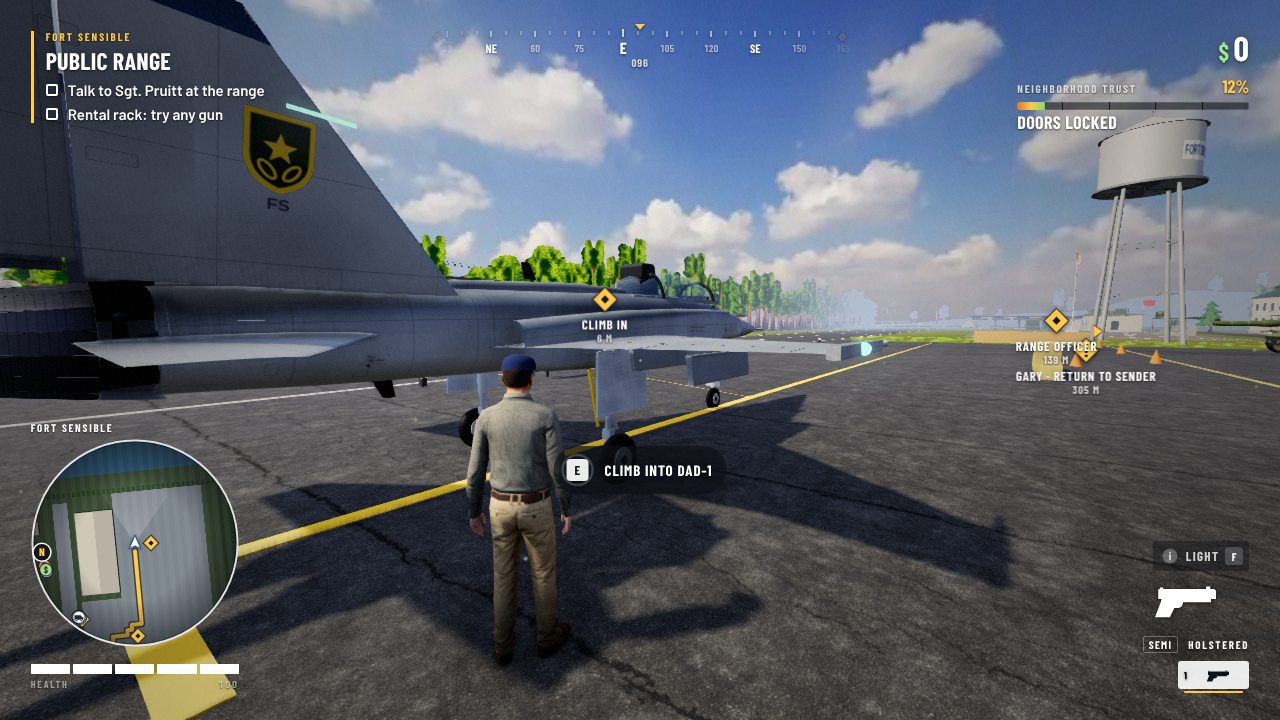 FORT SENSIBLE
PUBLIC RANGE
Talk to Sgt. Pruitt at the range
Rental rack: try any gun
NE 60 75 E 105 120 SE 150 165
096
$0
NEIGHBORHOOD TRUST 12%
DOORS LOCKED
FS
CLIMB IN
6 M
RANGE OFFICER
139 M
GARY - RETURN TO SENDER
305 M
E CLIMB INTO DAD-1
FORT SENSIBLE
N
$
HEALTH 100
i LIGHT F
SEMI HOLSTERED
1